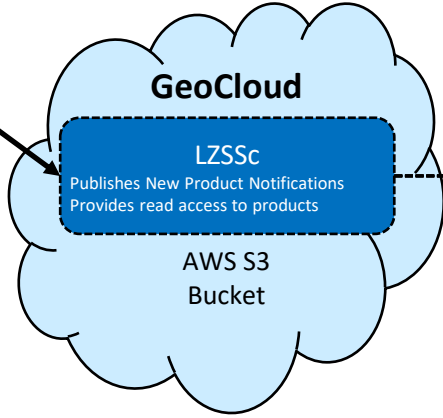 GeoCloud
LZSSc
Publishes New Product Notifications
Provides read access to products
AWS S3
Bucket